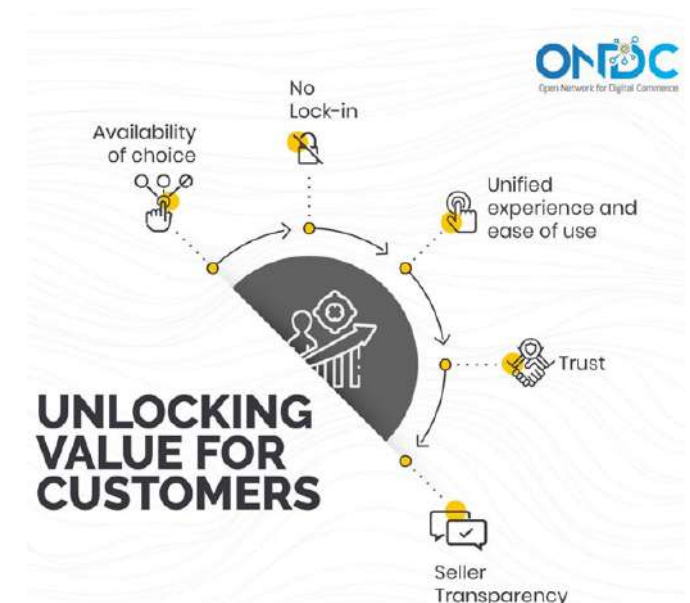 ONDC
Open Network for Digital Commerce
No
Lock-in
Availability
of choice
Unified
experience and
ease of use
Trust
UNLOCKING
VALUE FOR
CUSTOMERS
Seller
Transparency